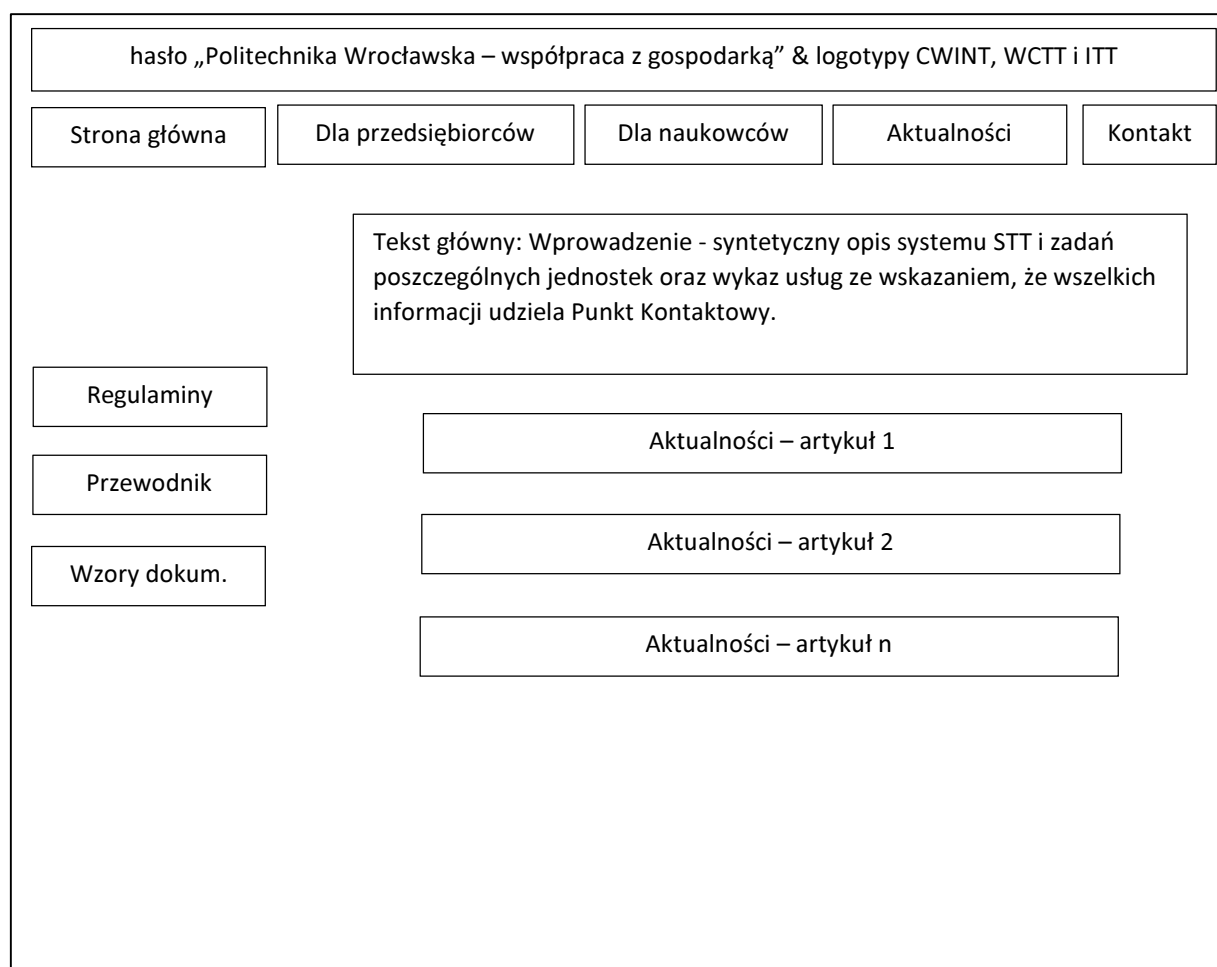 hasło „Politechnika Wrocławska – współpraca z gospodarką” & logotypy CWINT, WCTT i ITT
Strona główna
Dla przedsiębiorców
Dla naukowców
Aktualności
Kontakt
Tekst główny: Wprowadzenie - syntetyczny opis systemu STT i zadań
poszczególnych jednostek oraz wykaz usług ze wskazaniem, że wszelkich
informacji udziela Punkt Kontaktowy.
Regulaminy
Przewodnik
Wzory dokum.
Aktualności – artykuł 1
Aktualności – artykuł 2
Aktualności – artykuł n